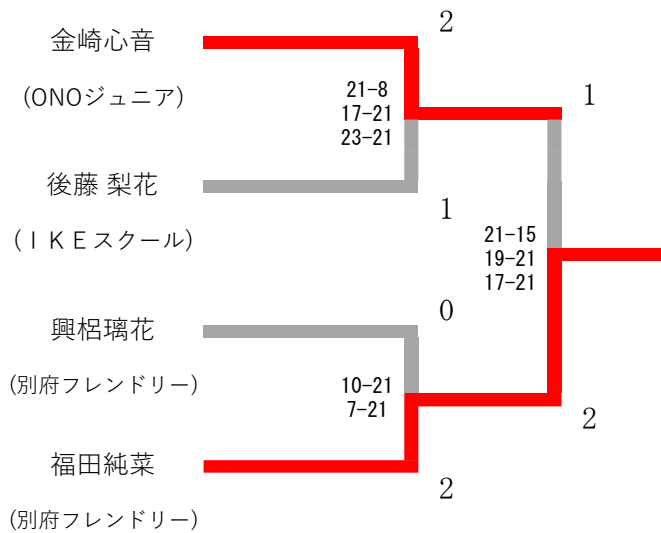 金崎心音
2
(ONOジュニア)
21-8
17-21
23-21
1
後藤 梨花
1
(ＩＫＥスクール)
21-15
19-21
17-21
興梠璃花
0
(別府フレンドリー)
10-21
7-21
2
福田純菜
2
(別府フレンドリー)